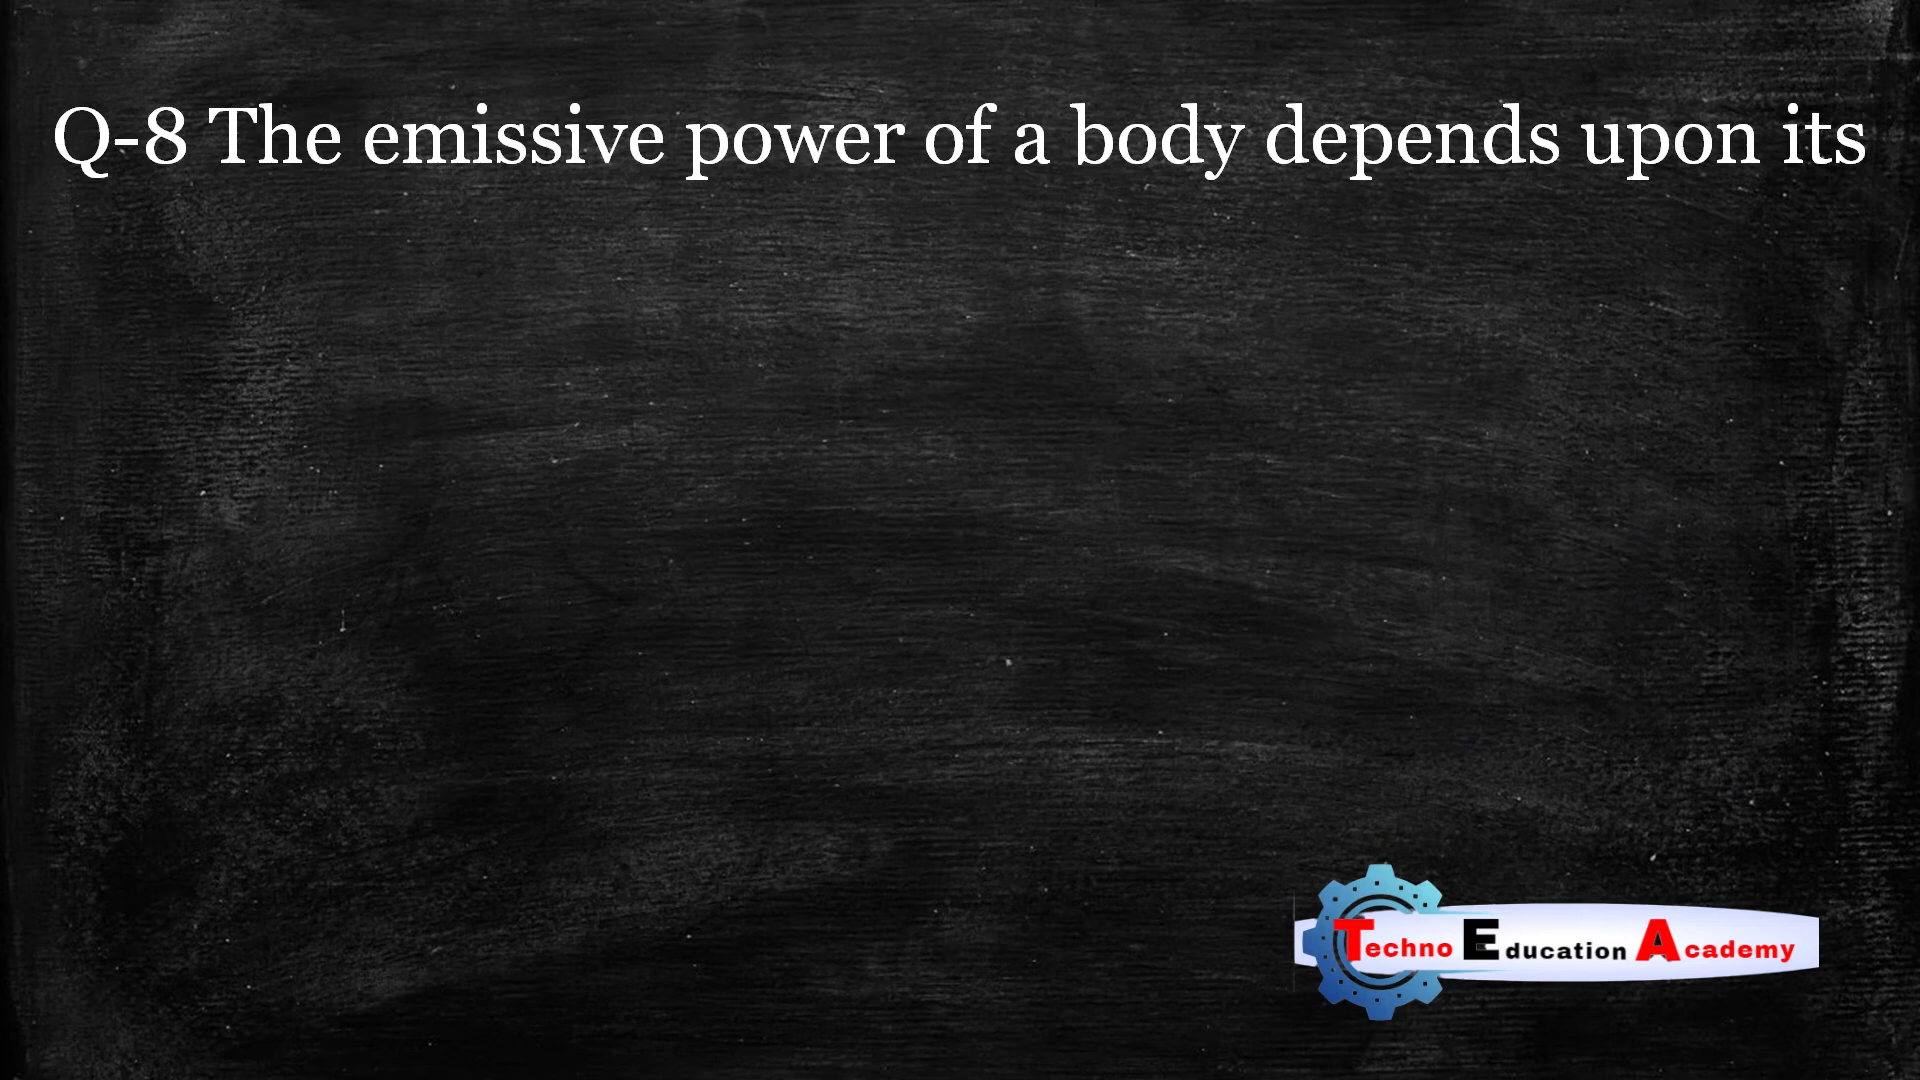 Q-8 The emissive power of a body depends upon its
Techno Education Academy